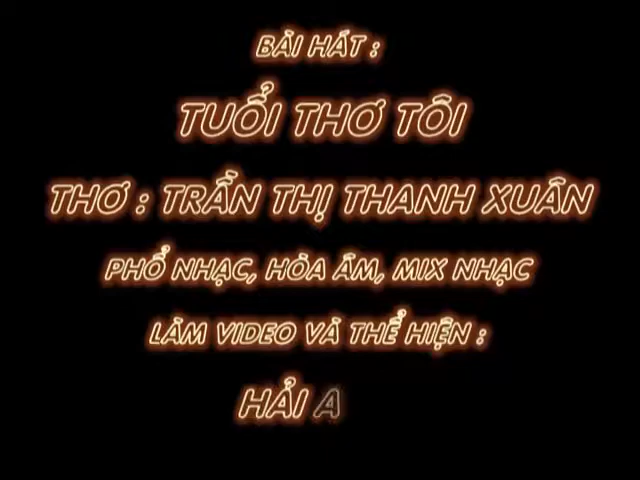 BÀI HÁT :
TUỔI THƠ TÔI
THƠ : TRẦN THỊ THANH XUÂN
PHỔ NHẠC, HÒA ÂM, MIX NHẠC
LÀM VIDEO VÀ THỂ HIỆN :
HẢI A